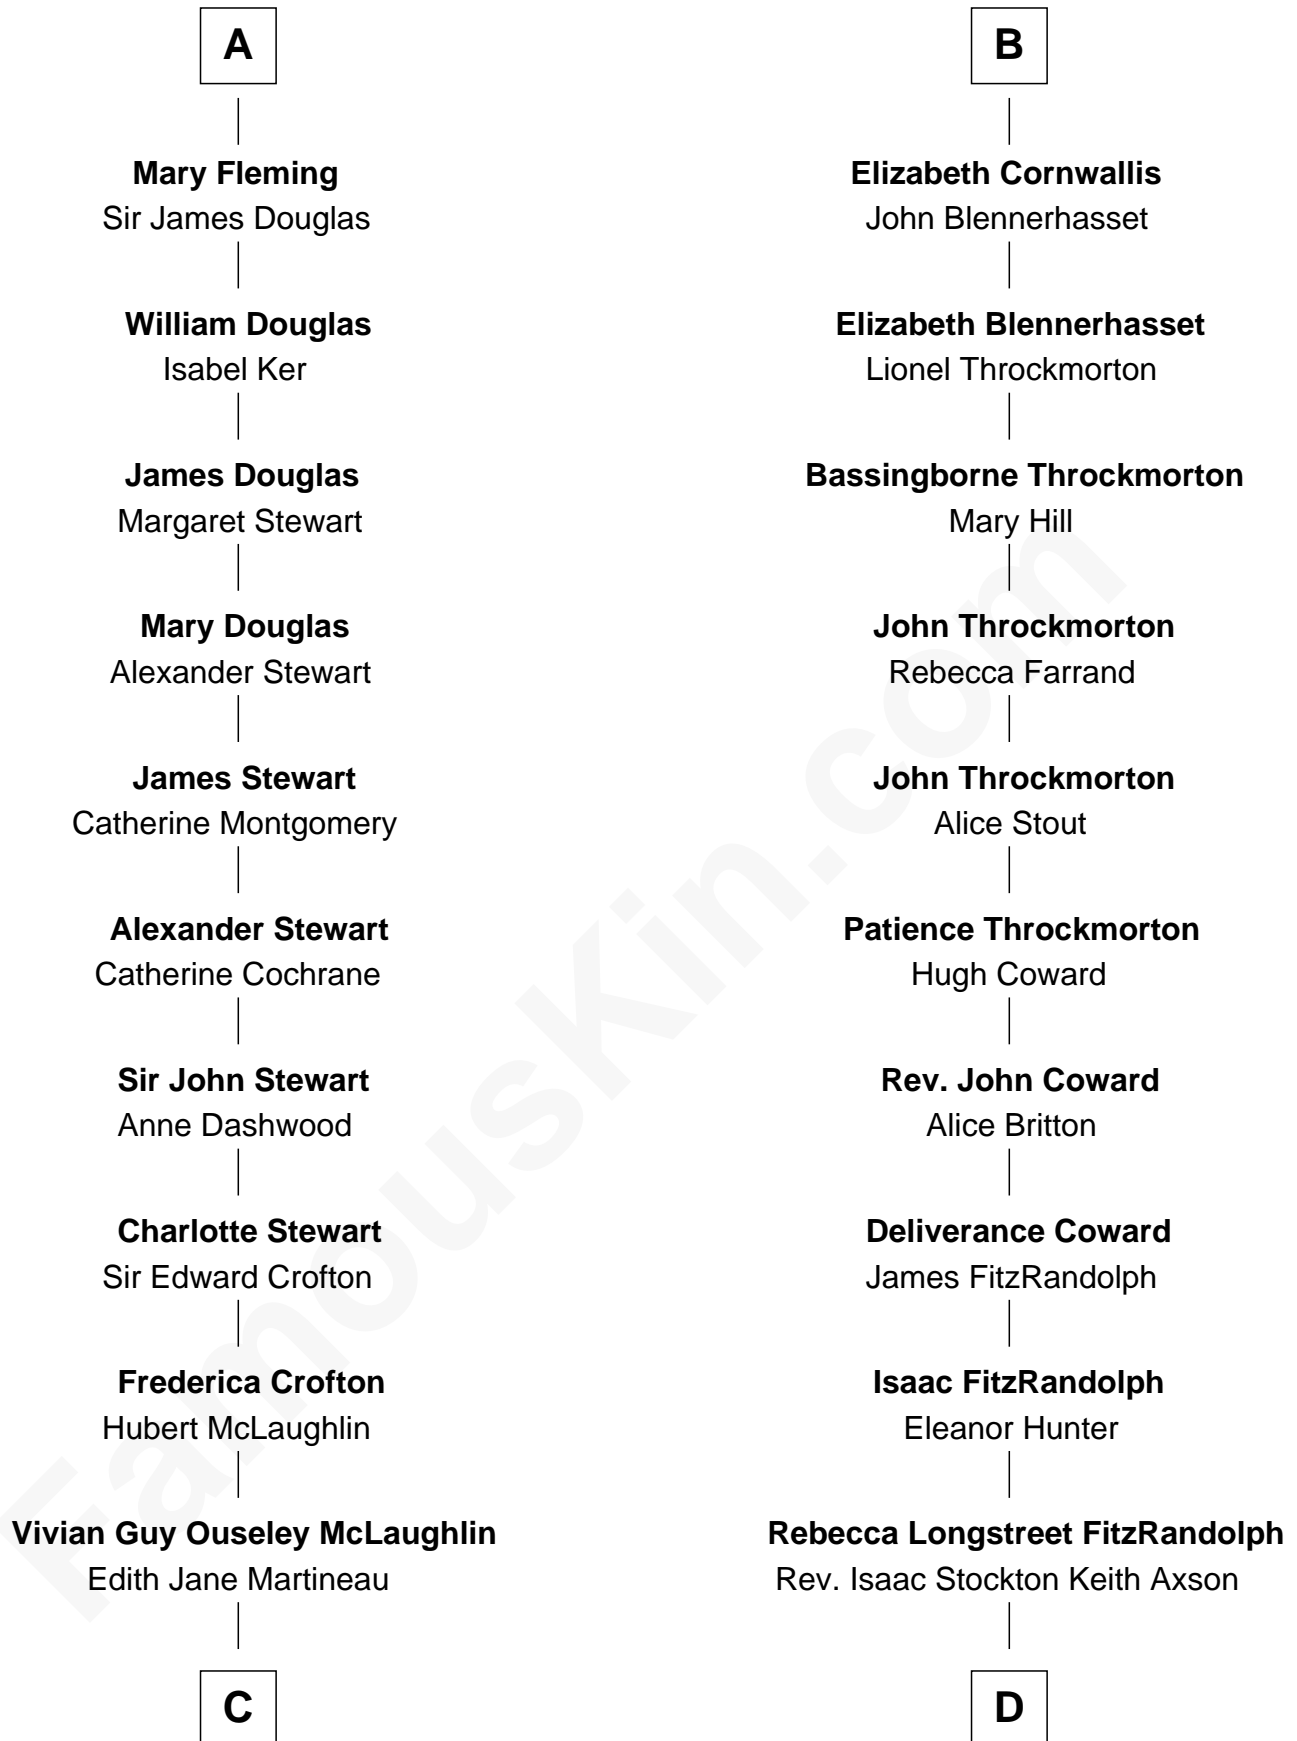 A
Mary Fleming
Sir James Douglas
William Douglas
Isabel Ker
James Douglas
Margaret Stewart
Mary Douglas
Alexander Stewart
James Stewart
Catherine Montgomery
Alexander Stewart
Catherine Cochrane
Sir John Stewart
Anne Dashwood
Charlotte Stewart
Sir Edward Crofton
Frederica Crofton
Hubert McLaughlin
Vivian Guy Ouseley McLaughlin
Edith Jane Martineau
C
B
Elizabeth Cornwallis
John Blennerhasset
Elizabeth Blennerhasset
Lionel Throckmorton
Bassingborne Throckmorton
Mary Hill
John Throckmorton
Rebecca Farrand
John Throckmorton
Alice Stout
Patience Throckmorton
Hugh Coward
Rev. John Coward
Alice Britton
Deliverance Coward
James FitzRandolph
Isaac FitzRandolph
Eleanor Hunter
Rebecca Longstreet FitzRandolph
Rev. Isaac Stockton Keith Axson
D
FamousKin.com